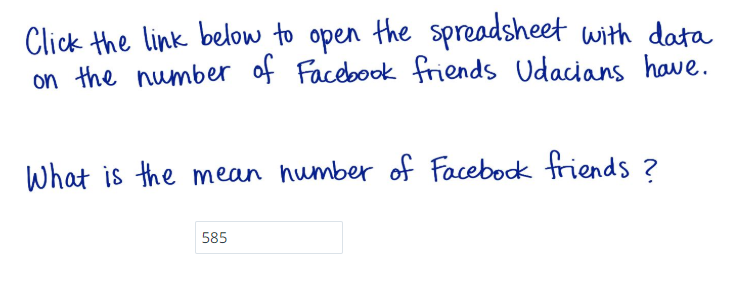 Click the link below to open the spreadsheet with data
on the number of Facebook friends Udacians have.
What is the mean number of Facebook friends ?
585